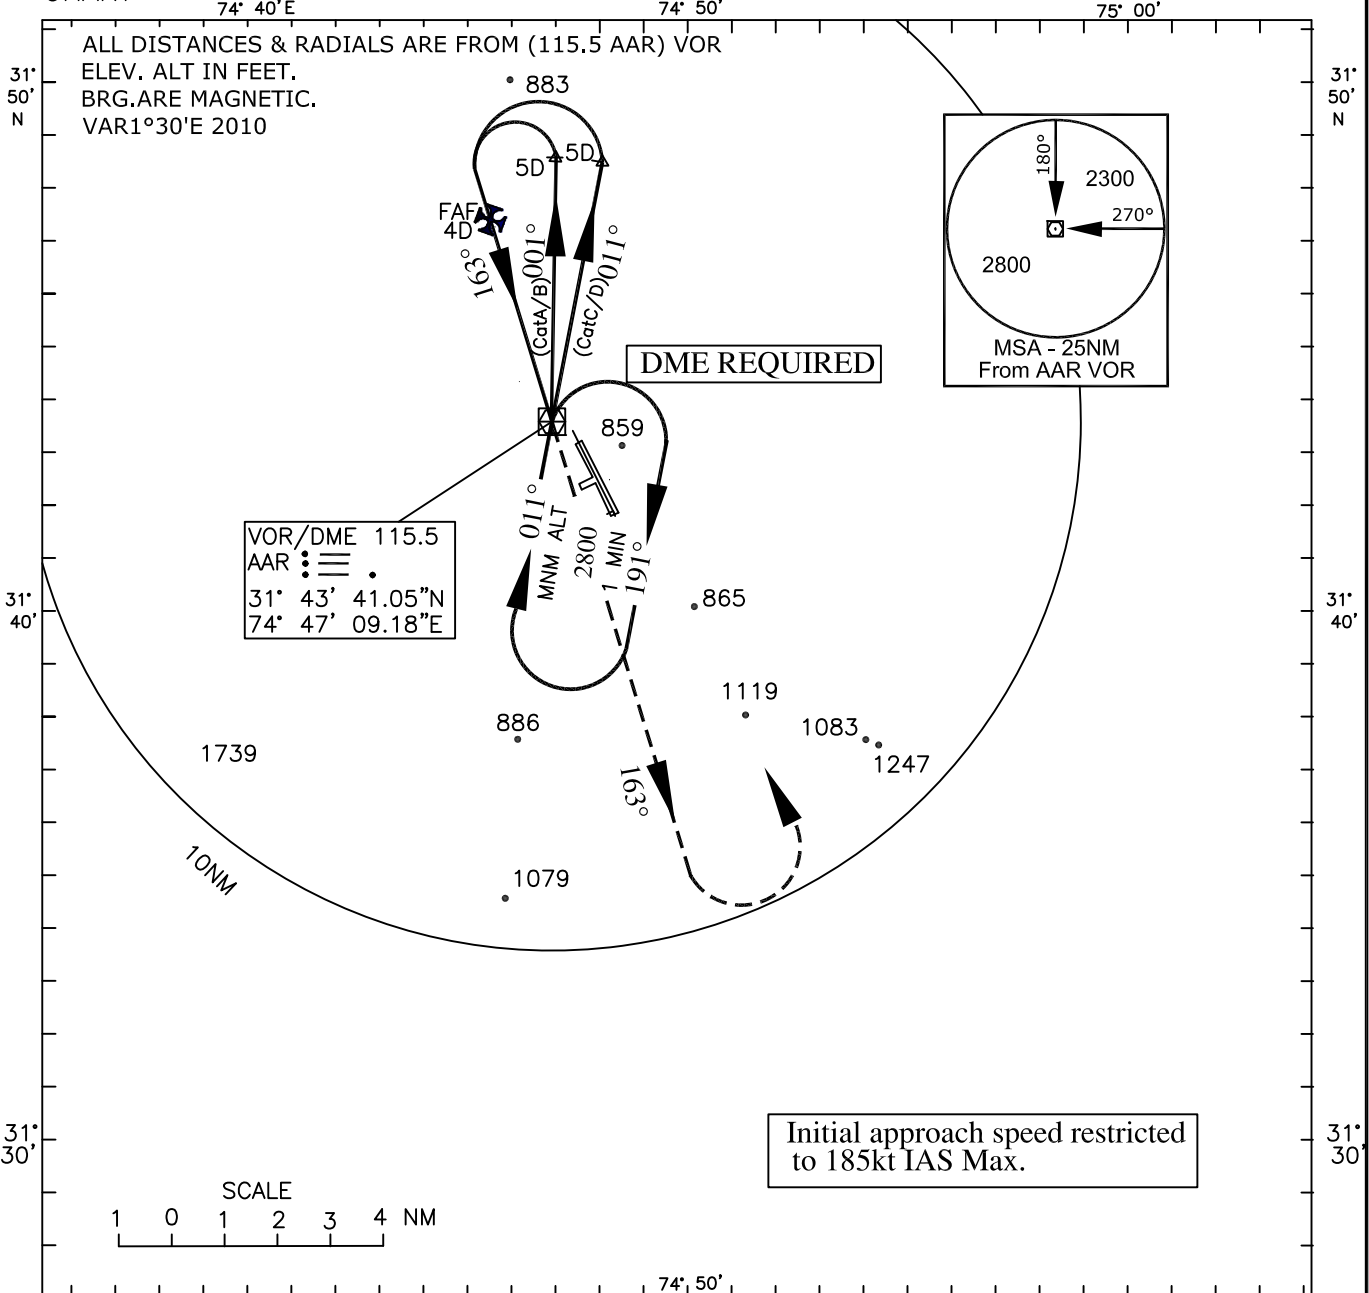 74° 40'E
74° 50'
75° 00'
ALL DISTANCES & RADIALS ARE FROM (115.5 AAR) VOR
ELEV. ALT IN FEET.
BRG.ARE MAGNETIC.
VAR1°30'E 2010
31°
50'
N
31°
50'
N
883
5D
5D
FAF
4D
163°
(CatA/B)001°
(CatC/D)011°
180°
2300
270°
2800
MSA - 25NM
From AAR VOR
DME REQUIRED
859
VOR/DME 115.5
AAR
31° 43' 41.05"N
74° 47' 09.18"E
011°
MNM ALT
2800
1 MIN
191°
31°
40'
31°
40'
865
1119
1083
1247
886
1739
163°
10NM
1079
31°
30'
31°
30'
Initial approach speed restricted
to 185kt IAS Max.
SCALE
1 0 1 2 3 4 NM
74° 50'